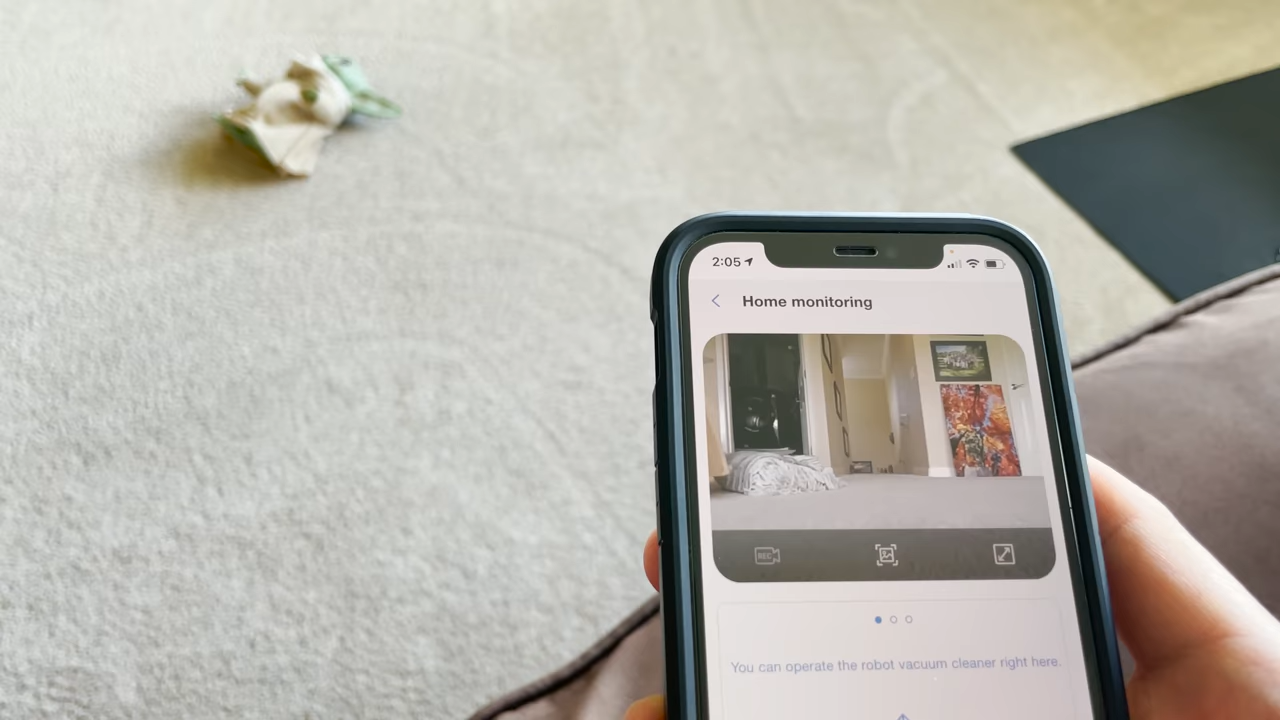 2:05
Home monitoring
REC
You can operate the robot vacuum cleaner right here.